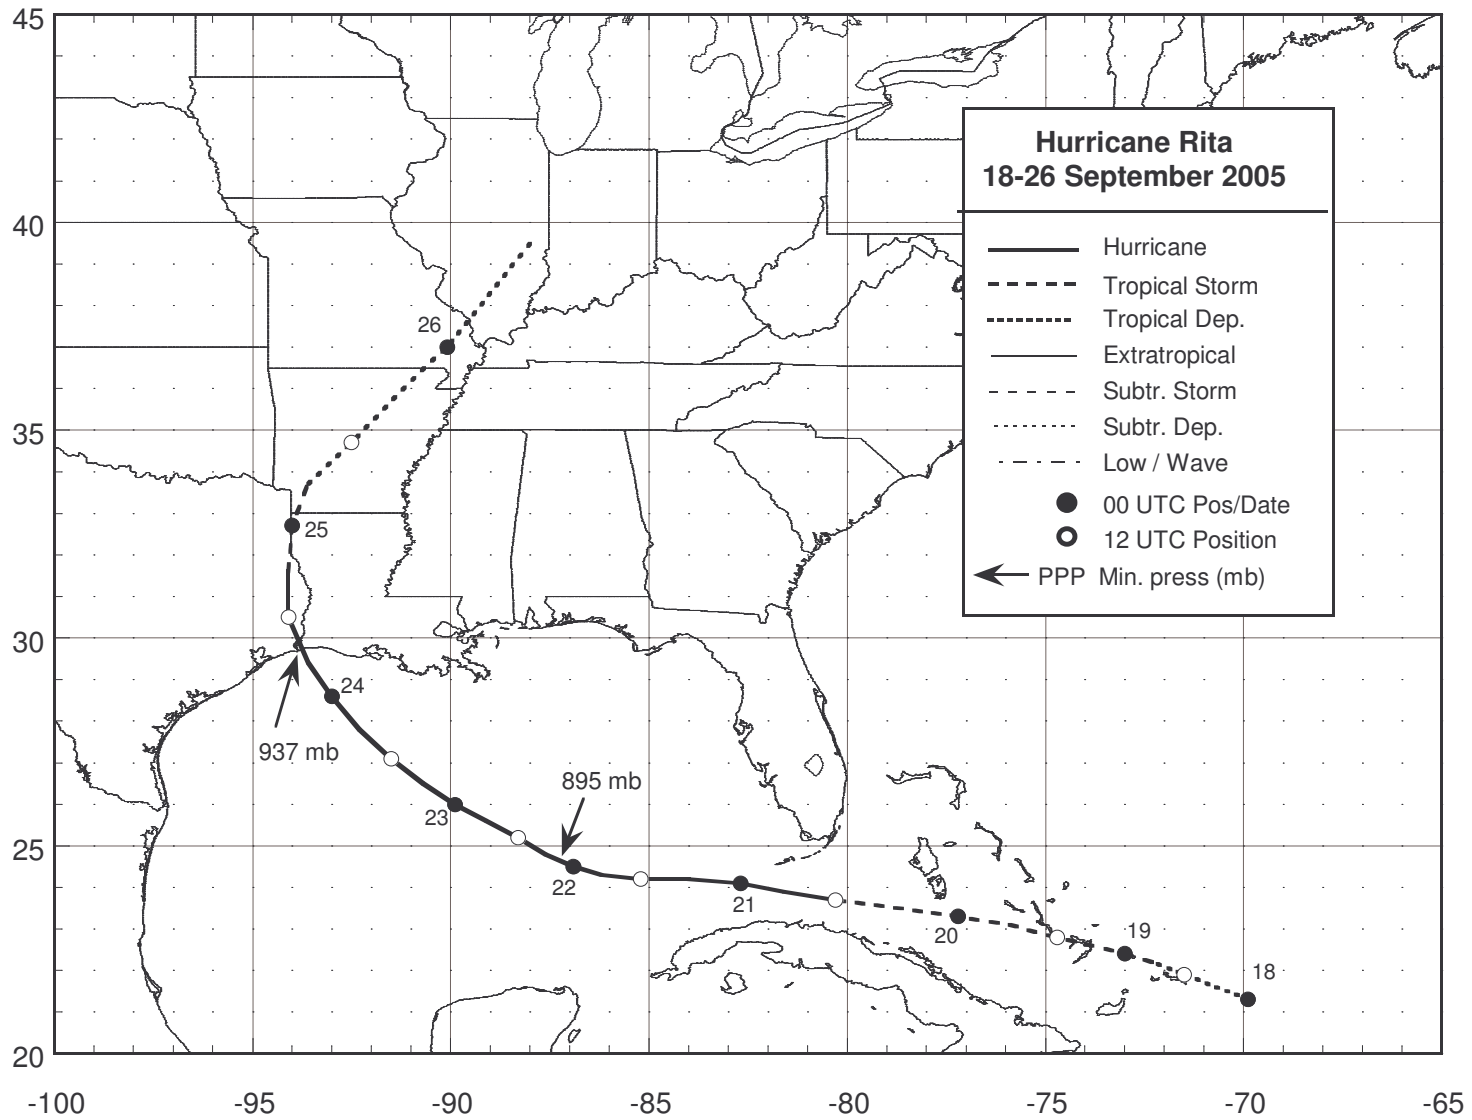 45
40
35
30
25
20
Hurricane Rita
18-26 September 2005
Hurricane
Tropical Storm
Tropical Dep.
Extratropical
Subtr. Storm
Subtr. Dep.
Low / Wave
00 UTC Pos/Date
12 UTC Position
PPP Min. press (mb)
26
25
24
937 mb
895 mb
23
22
21
20
19
18
-100 -95 -90 -85 -80 -75 -70 -65